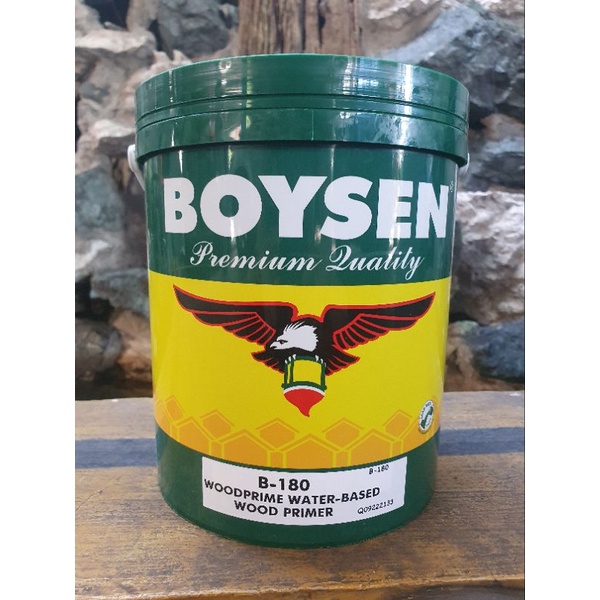 BOYSEN
Premium Quality
B-180
B-180
WOODPRIME WATER-BASED
WOOD PRIMER
Q09222133